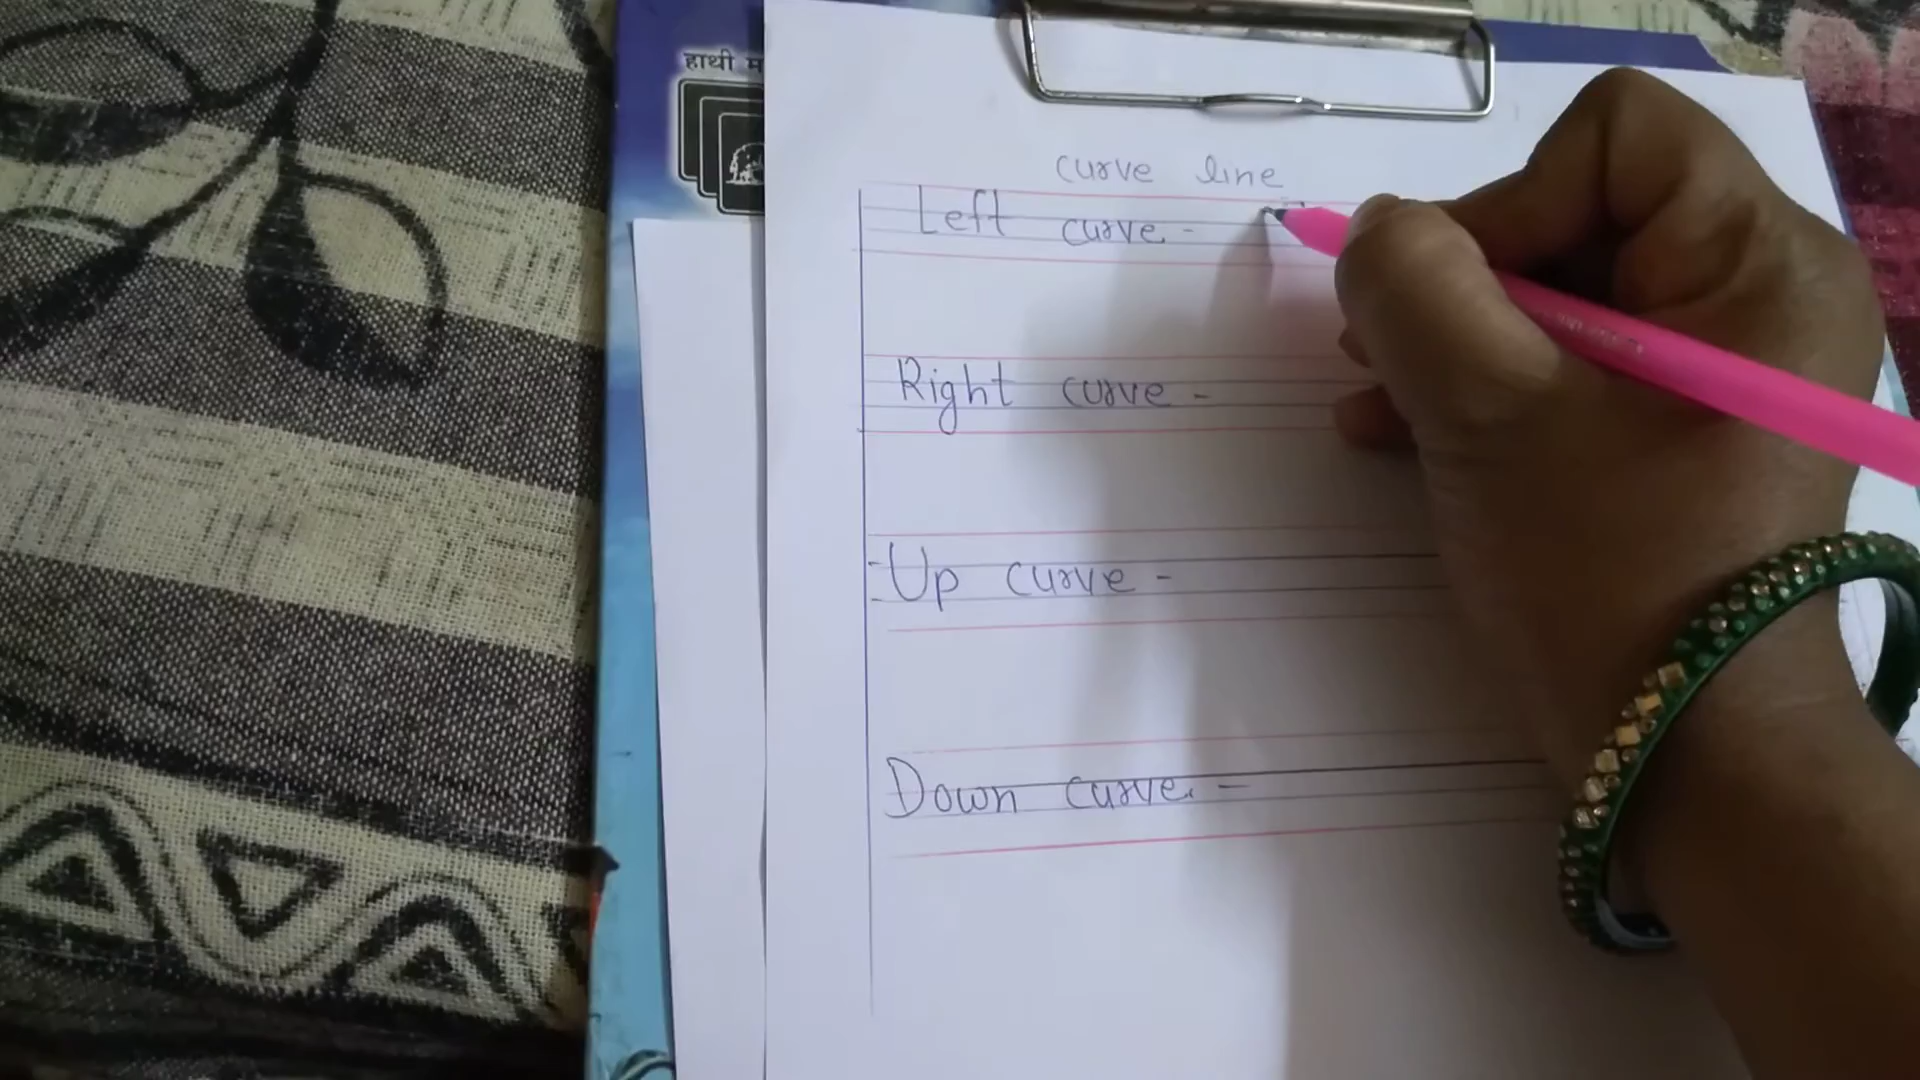 हाथी
curve line
Left curve -
Right curve -
Up curve -
Down curve. -